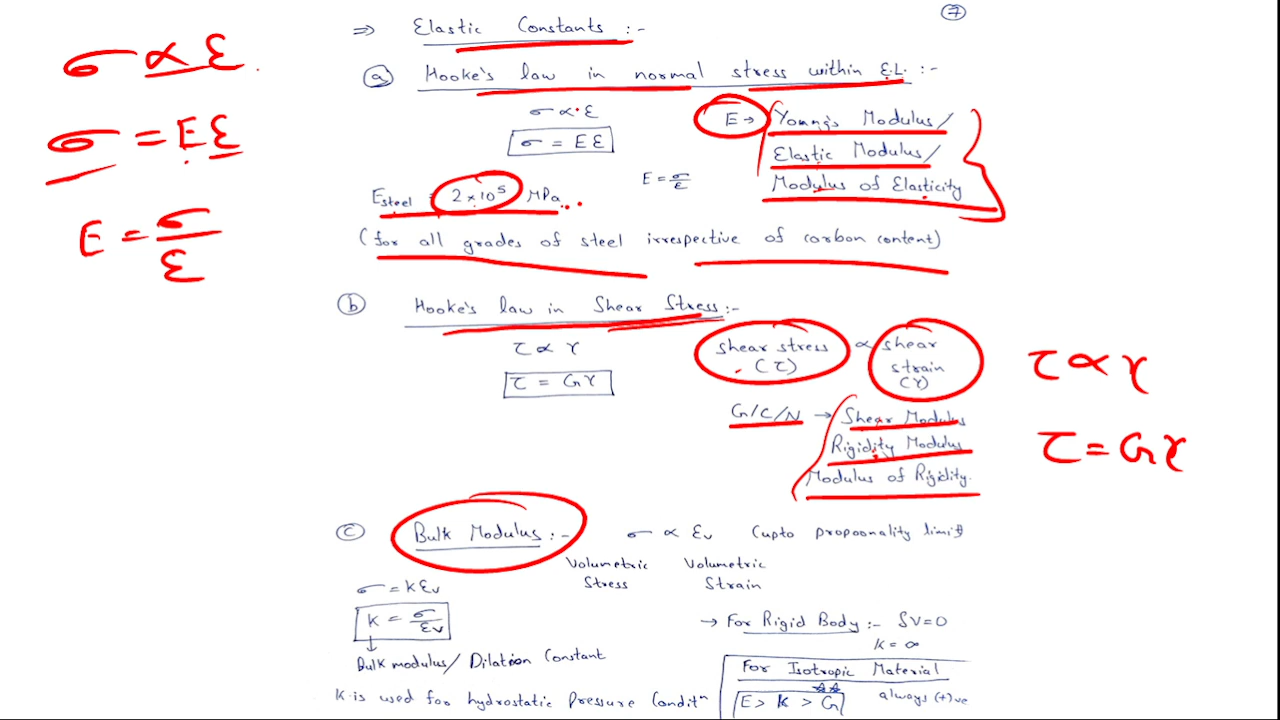 ⑦
⇒ Elastic Constants :-
σ ∝ ε
ⓐ Hooke's law in normal stress within E.L. :-
σ ∝ ε
E → Young's Modulus/
σ = Eε
σ = Eε
Elastic Modulus/
E = σ/ε
Modulus of Elasticity
E steel = 2×10⁵ MPa
E = σ/ε
(for all grades of steel irrespective of carbon content)
ⓑ Hooke's law in Shear Stress :-
τ ∝ γ
shear stress (τ) ∝ shear strain (γ)
τ ∝ γ
τ = Gγ
G/C/N → Shear Modulus
Rigidity Modulus
τ = Gγ
Modulus of Rigidity.
ⓒ Bulk Modulus :- σ ∝ εv (upto propoonality limit)
Volumetric Stress Volumetric Strain
σ = Kεv
K = σ/εv
→ For Rigid Body :- δV=0
K = ∞
Bulk modulus/ Dilation Constant
For Isotropic Material
K is used for hydrostatic Pressure Conditⁿ
E > K > G
always (+)ve